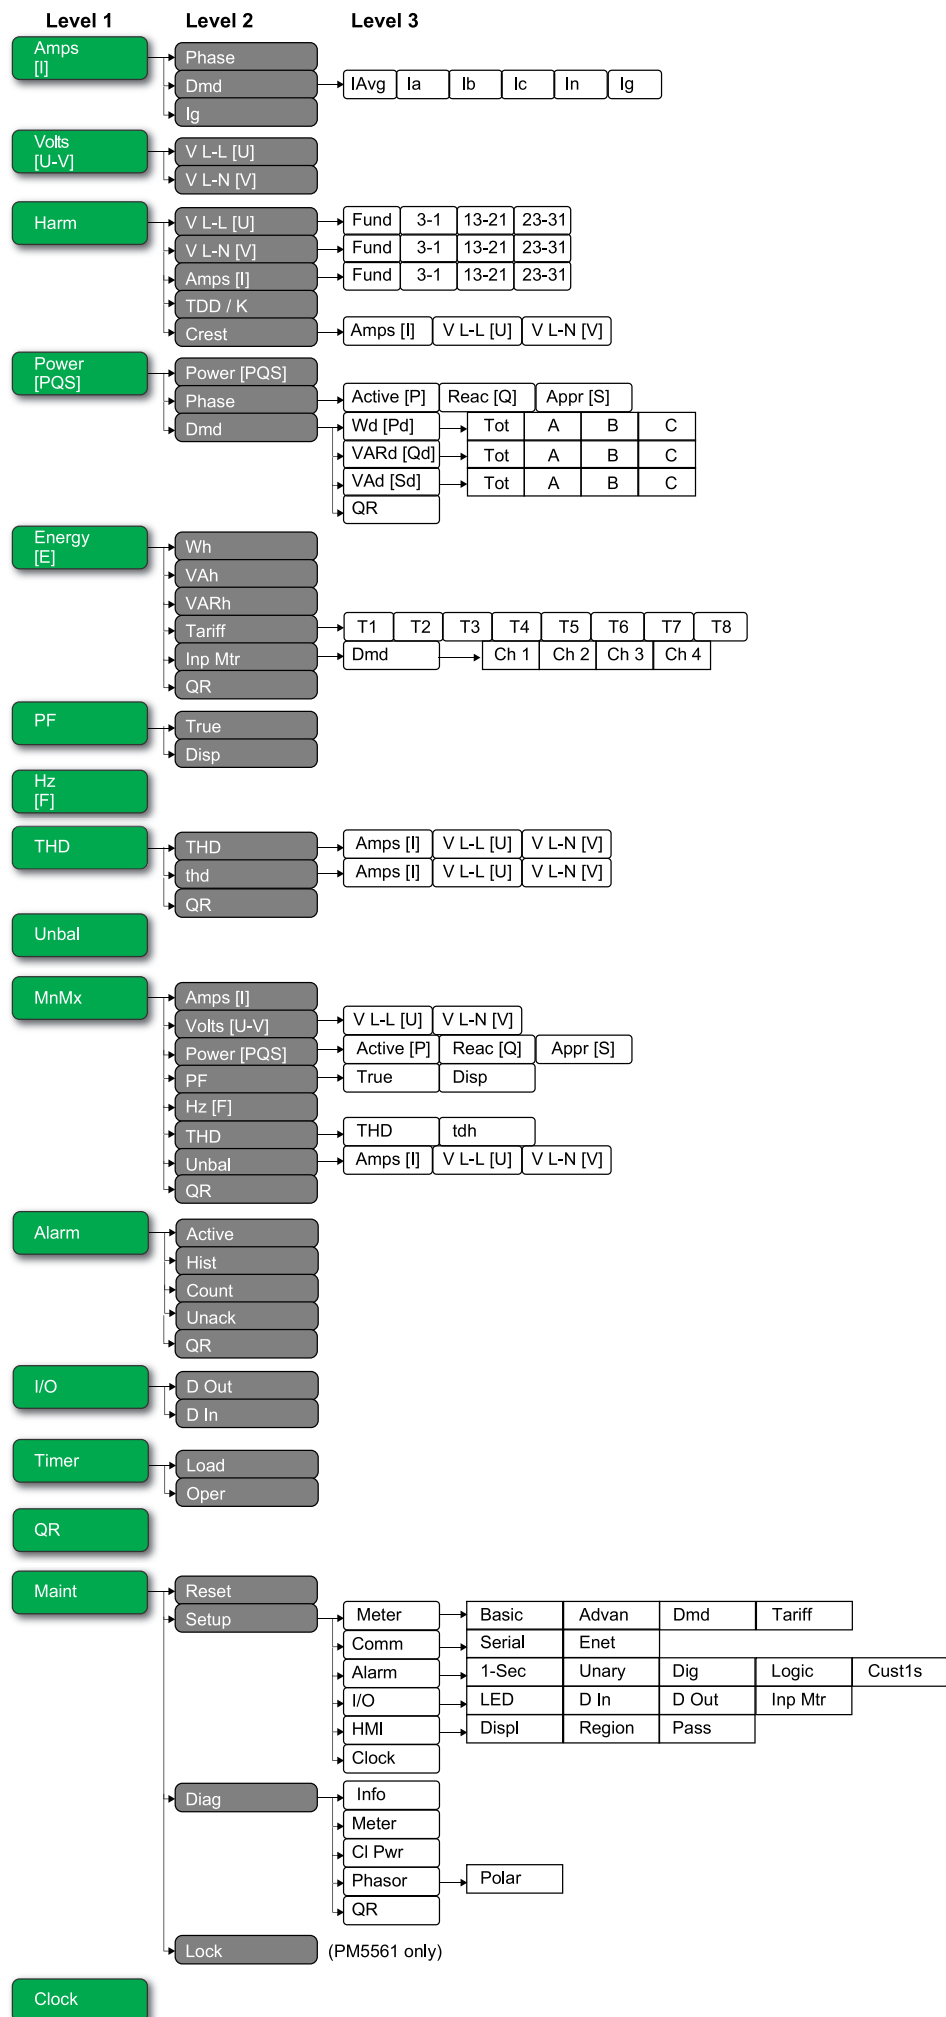 Level 1 Level 2 Level 3
Amps
[I]
Phase
Dmd IAvg Ia Ib Ic In Ig
Ig
Volts
[U-V]
V L-L [U]
V L-N [V]
Harm
V L-L [U] Fund 3-1 13-21 23-31
V L-N [V] Fund 3-1 13-21 23-31
Amps [I] Fund 3-1 13-21 23-31
TDD / K
Crest Amps [I] V L-L [U] V L-N [V]
Power
[PQS]
Power [PQS]
Phase Active [P] Reac [Q] Appr [S]
Dmd Wd [Pd] Tot A B C
VARd [Qd] Tot A B C
VAd [Sd] Tot A B C
QR
Energy
[E]
Wh
VAh
VARh
Tariff T1 T2 T3 T4 T5 T6 T7 T8
Inp Mtr Dmd Ch 1 Ch 2 Ch 3 Ch 4
QR
PF
True
Disp
Hz
[F]
THD
THD Amps [I] V L-L [U] V L-N [V]
thd Amps [I] V L-L [U] V L-N [V]
QR
Unbal
MnMx
Amps [I]
Volts [U-V] V L-L [U] V L-N [V]
Power [PQS] Active [P] Reac [Q] Appr [S]
PF True Disp
Hz [F]
THD THD tdh
Unbal Amps [I] V L-L [U] V L-N [V]
QR
Alarm
Active
Hist
Count
Unack
QR
I/O
D Out
D In
Timer
Load
Oper
QR
Maint
Reset
Setup Meter Basic Advan Dmd Tariff
Comm Serial Enet
Alarm 1-Sec Unary Dig Logic Cust1s
I/O LED D In D Out Inp Mtr
HMI Displ Region Pass
Clock
Diag Info
Meter
Cl Pwr
Phasor Polar
QR
Lock (PM5561 only)
Clock